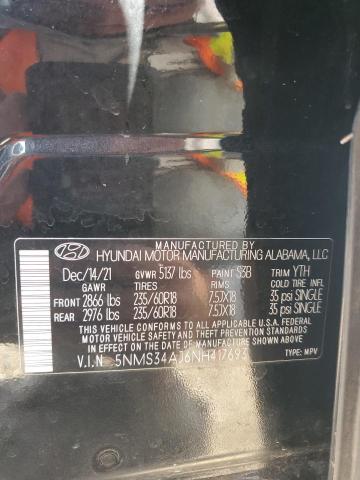 MANUFACTURED BY
HYUNDAI MOTOR MANUFACTURING ALABAMA, LLC
Dec/14/21 GVWR 5137 lbs PAINT S3B TRIM YTH
GAWR TIRES RIMS COLD TIRE INFL
FRONT 2866 lbs 235/60R18 7.5JX18 35 psi SINGLE
REAR 2976 lbs 235/60R18 7.5JX18 35 psi SINGLE
THIS VEHICLE CONFORMS TO ALL APPLICABLE FEDERAL
MOTOR VEHICLE SAFETY, BUMPER, AND THEFT PREVENTION
STANDARDS IN EFFECT ON THE DATE OF MANUFACTURE
V.I.N 5NMS34AJ6NH417693 TYPE: MPV